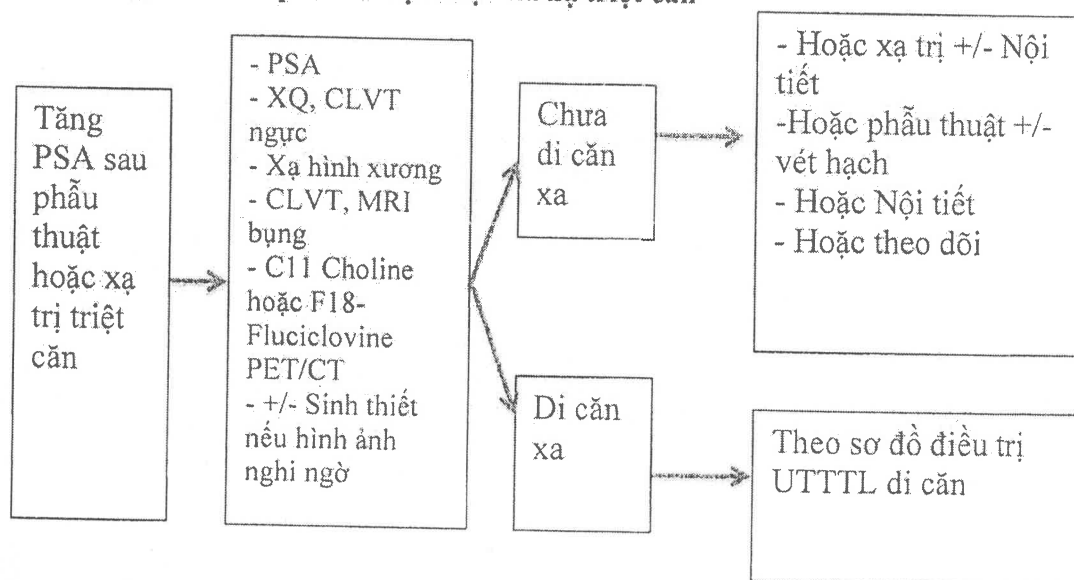 triệt căn
Tăng
PSA sau
phẫu
thuật
hoặc xạ
trị triệt
căn
- PSA
- XQ, CLVT
ngực
- Xạ hình xương
- CLVT, MRI
bụng
- C11 Choline
hoặc F18-
Fluciclovine
PET/CT
- +/- Sinh thiết
nếu hình ảnh
nghi ngờ
Chưa
di căn
xa
- Hoặc xạ trị +/- Nội
tiết
-Hoặc phẫu thuật +/-
vét hạch
- Hoặc Nội tiết
- Hoặc theo dõi
Di căn
xa
Theo sơ đồ điều trị
UTTTL di căn